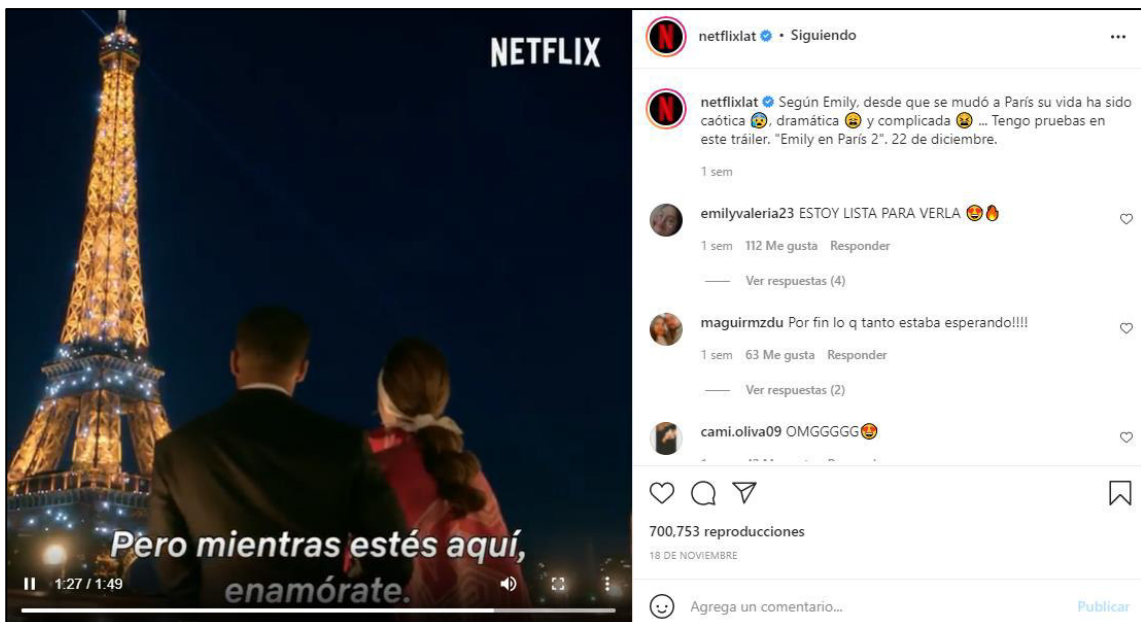 NETFLIX
Pero mientras estés aquí,
enamórate.
1:27 / 1:49
netflixlat • Siguiendo
netflixlat Según Emily, desde que se mudó a París su vida ha sido
caótica 😰, dramática 😩 y complicada 😫 ... Tengo pruebas en
este tráiler. "Emily en París 2". 22 de diciembre.
1 sem
emilyvaleria23 ESTOY LISTA PARA VERLA 🤩🔥
1 sem 112 Me gusta Responder
Ver respuestas (4)
maguirmzdu Por fin lo q tanto estaba esperando!!!!
1 sem 63 Me gusta Responder
Ver respuestas (2)
cami.oliva09 OMGGGGG🤩
700,753 reproducciones
18 DE NOVIEMBRE
Agrega un comentario...
Publicar